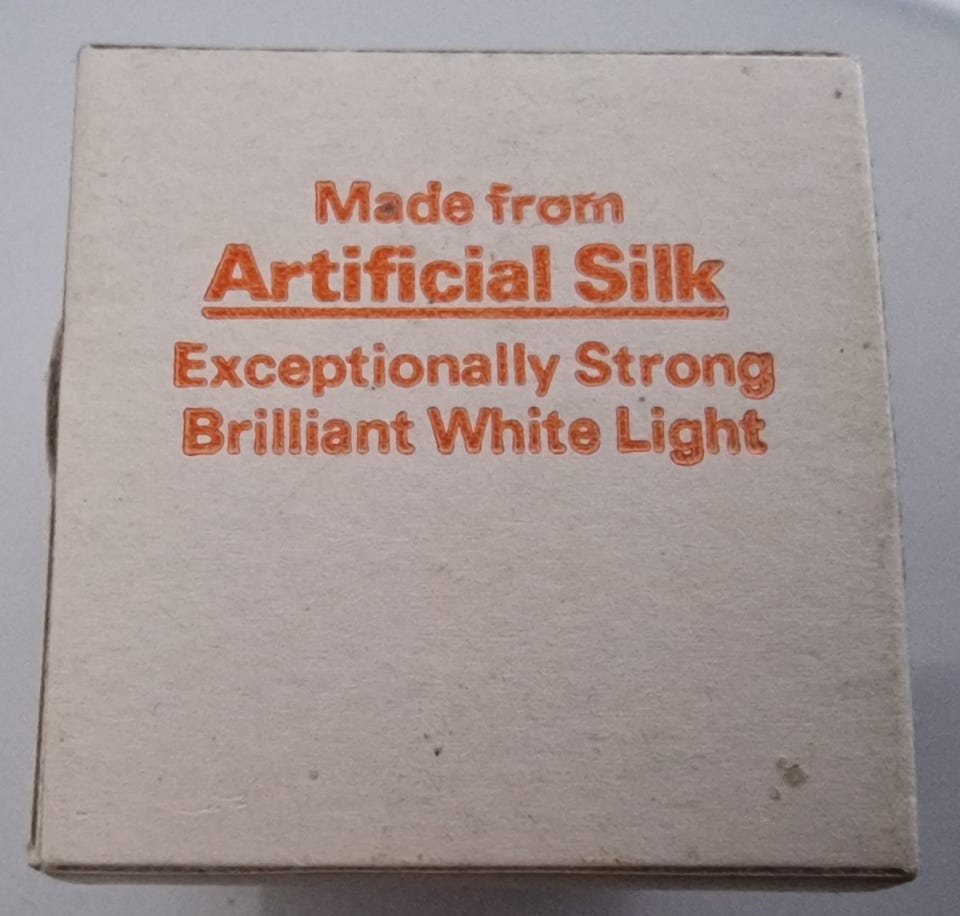 Made from
Artificial Silk
Exceptionally Strong
Brilliant White Light